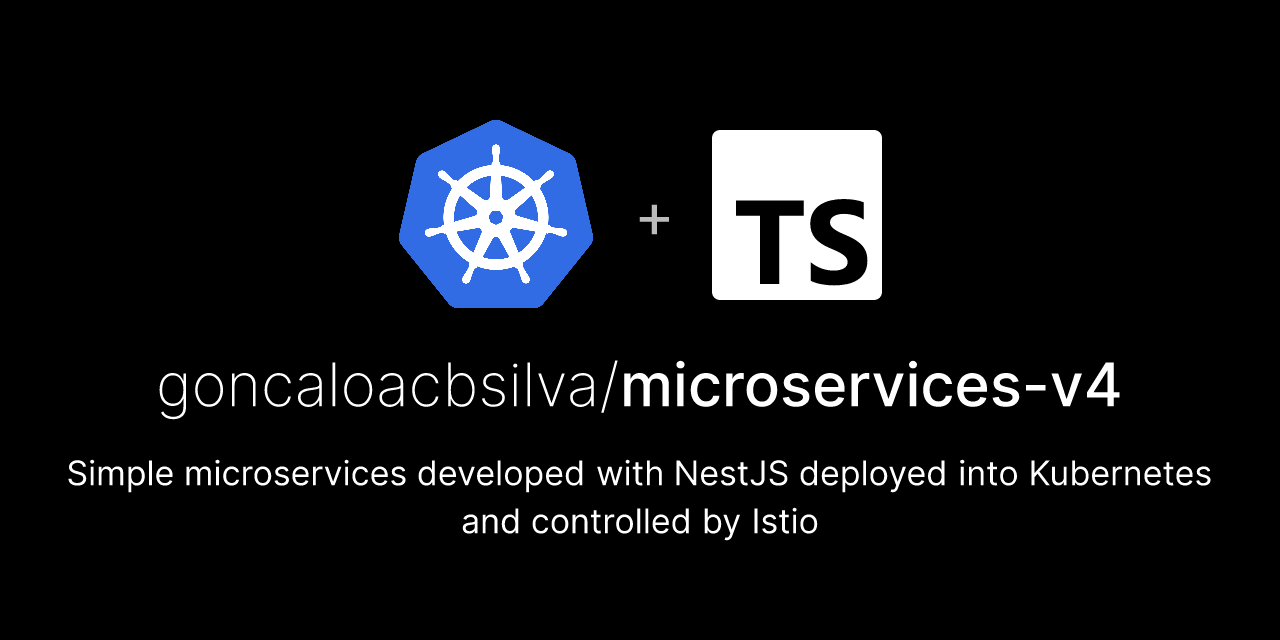 +
TS
goncaloacbsilva/microservices-v4
Simple microservices developed with NestJS deployed into Kubernetes
and controlled by Istio